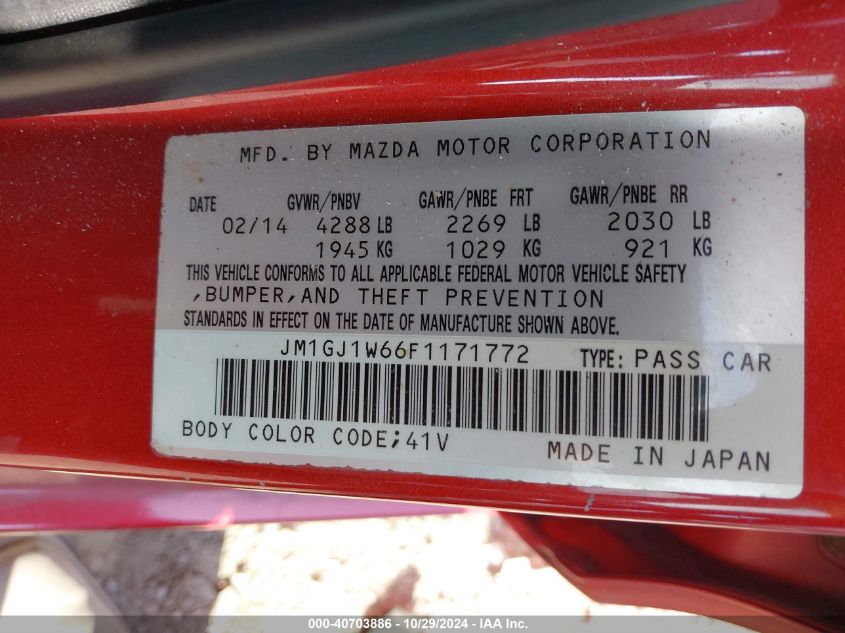 MFD. BY MAZDA MOTOR CORPORATION
DATE GVWR/PNBV GAWR/PNBE FRT GAWR/PNBE RR
02/14 4288 LB 2269 LB 2030 LB
1945 KG 1029 KG 921 KG
THIS VEHICLE CONFORMS TO ALL APPLICABLE FEDERAL MOTOR VEHICLE SAFETY
,BUMPER,AND THEFT PREVENTION
STANDARDS IN EFFECT ON THE DATE OF MANUFACTURE SHOWN ABOVE.
JM1GJ1W66F1171772 TYPE: PASS CAR
BODY COLOR CODE;41V
MADE IN JAPAN
000-40703886 - 10/29/2024 - IAA Inc.